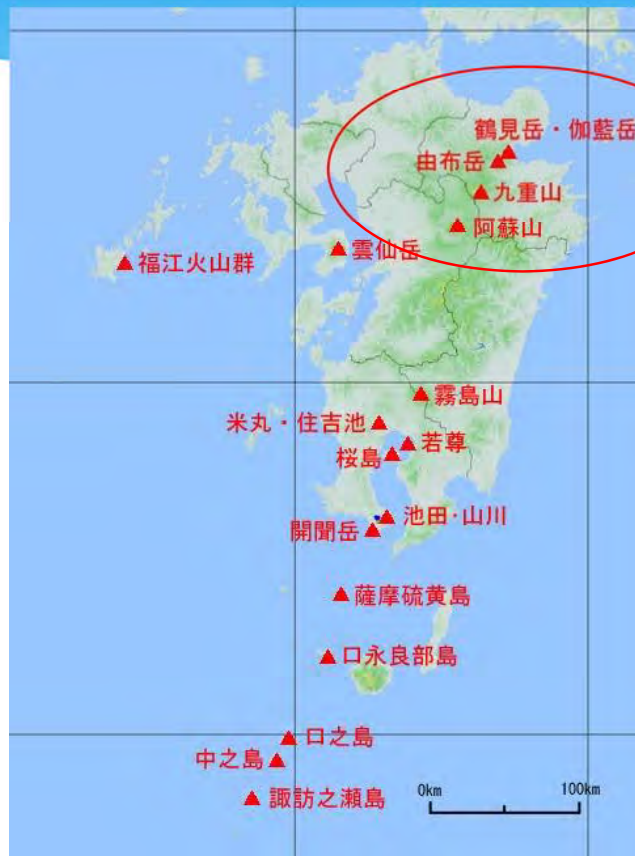 鶴見岳・伽藍岳
由布岳
九重山
阿蘇山
雲仙岳
福江火山群
霧島山
米丸・住吉池
若尊
桜島
池田・山川
開聞岳
薩摩硫黄島
口永良部島
口之島
中之島
諏訪之瀬島
0km 100km